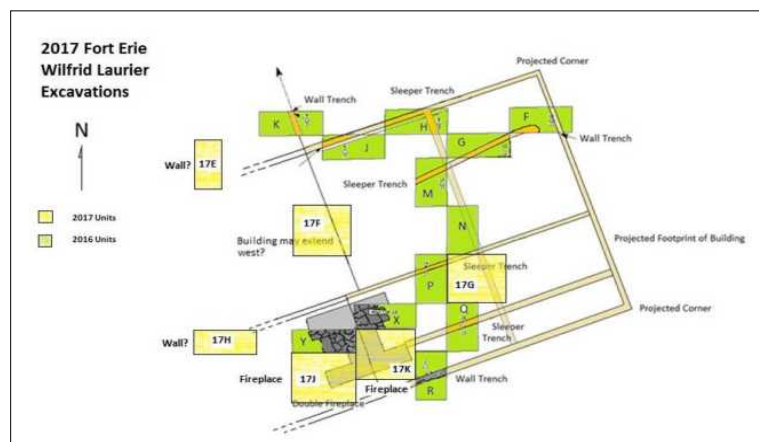 2017 Fort Erie
Wilfrid Laurier
Excavations
N
2017 Units
2016 Units
Projected Corner
Sleeper Trench
Wall Trench
K
J
H
G
F
Wall Trench
Wall?
17E
Sleeper Trench
M
17F
Building may extend
west?
N
Projected Footprint of Building
P
Sleeper Trench
17G
Projected Corner
X
Q
Sleeper
Trench
Wall?
17H
Y
17J
17K
Fireplace
Fireplace
Wall Trench
R
Double Fireplace